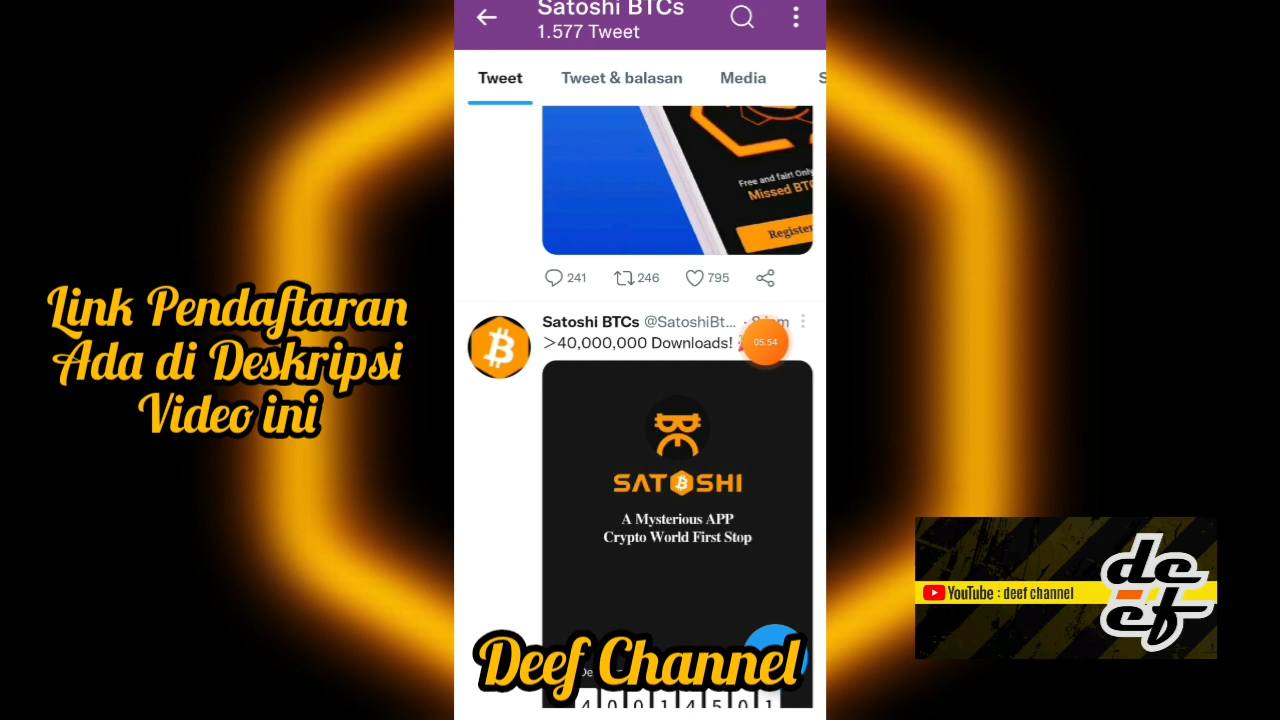 Satoshi BTCs
1.577 Tweet
Tweet
Tweet & balasan
Media
Free and fair! Only
Missed BTC
Register
241
246
795
Satoshi BTCs @SatoshiBt...
>40,000,000 Downloads!
05.54
SATOSHI
A Mysterious APP
Crypto World First Stop
40014501
Link Pendaftaran
Ada di Deskripsi
Video ini
Deef Channel
YouTube : deef channel
de
ef